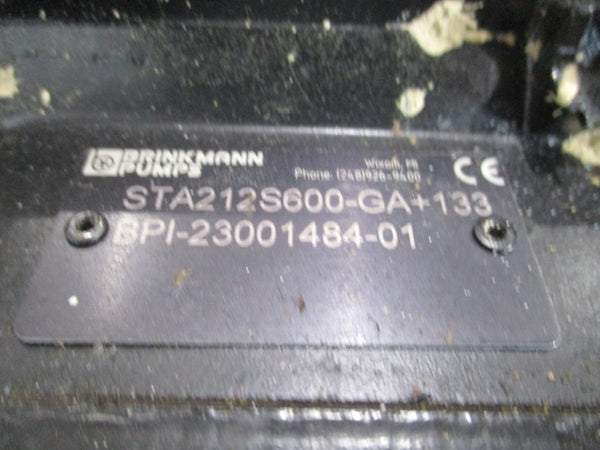 BRINKMANN
PUMPS
Wixom, MI
Phone: (248)926-9400
CE
STA212S600-GA+133
BPI-23001484-01